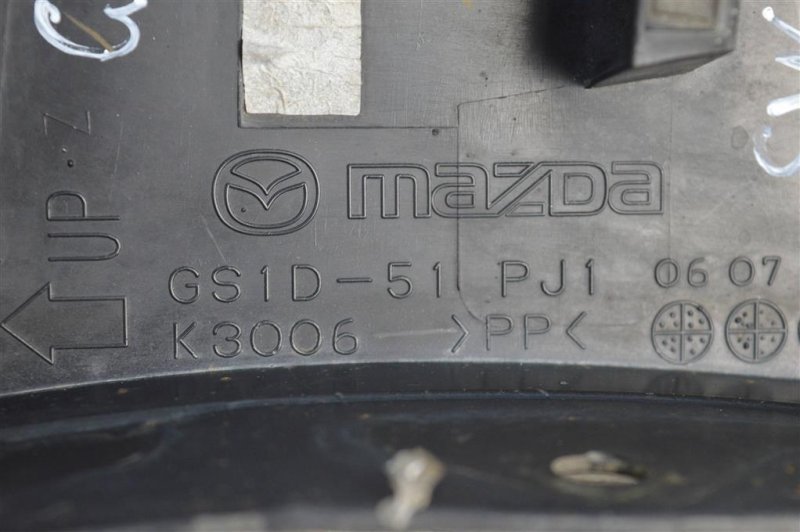 UP · Z
mazda
GS1D-51 PJ1 06 07
K3006 >PP<